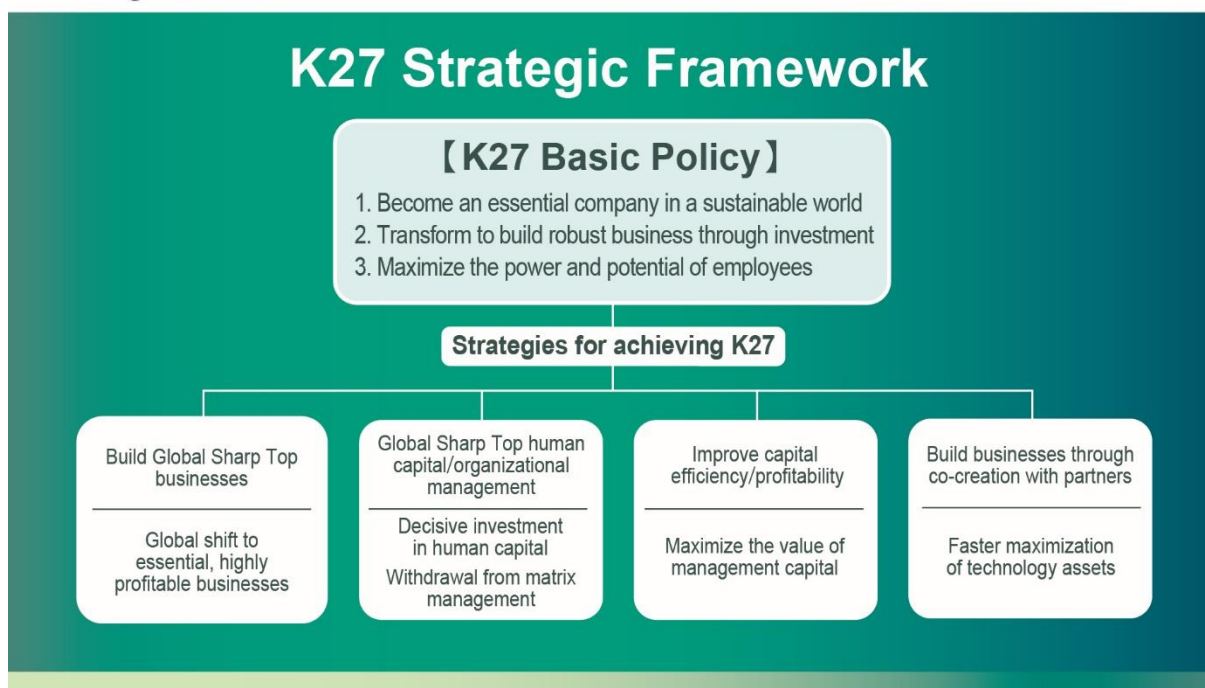 K27 Strategic Framework
【K27 Basic Policy】
1. Become an essential company in a sustainable world
2. Transform to build robust business through investment
3. Maximize the power and potential of employees
Strategies for achieving K27
Build Global Sharp Top
businesses
Global shift to
essential, highly
profitable businesses
Global Sharp Top human
capital/organizational
management
Decisive investment
in human capital
Withdrawal from matrix
management
Improve capital
efficiency/profitability
Maximize the value of
management capital
Build businesses through
co-creation with partners
Faster maximization
of technology assets